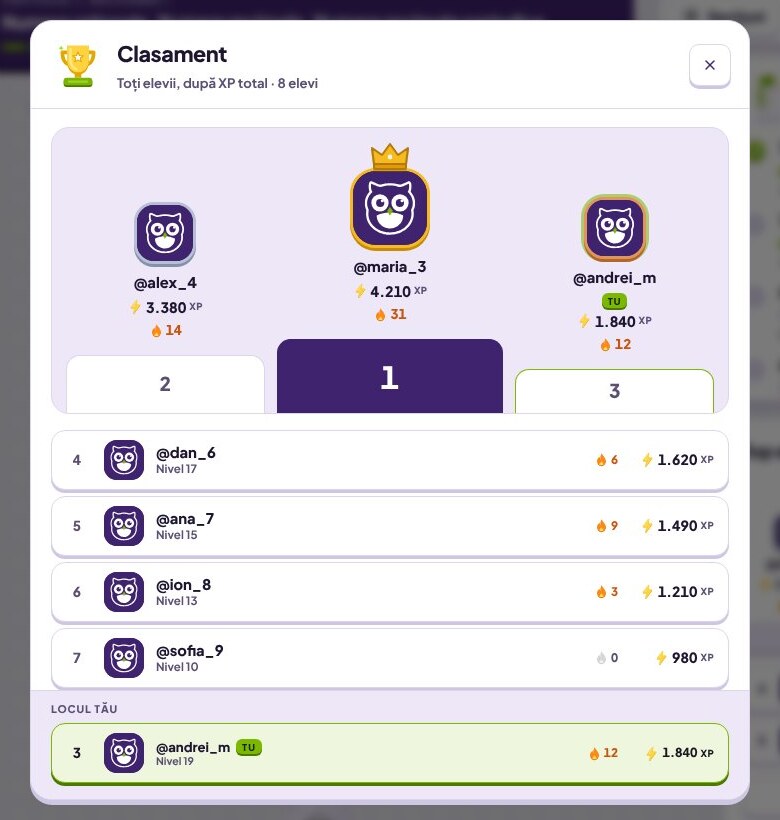 Clasament
Toți elevii, după XP total · 8 elevi
@maria_3
4.210 XP
31
1
@alex_4
3.380 XP
14
2
@andrei_m
TU
1.840 XP
12
3
4 @dan_6 6 1.620 XP
Nivel 17
5 @ana_7 9 1.490 XP
Nivel 15
6 @ion_8 3 1.210 XP
Nivel 13
7 @sofia_9 0 980 XP
Nivel 10
LOCUL TĂU
3 @andrei_m TU 12 1.840 XP
Nivel 19